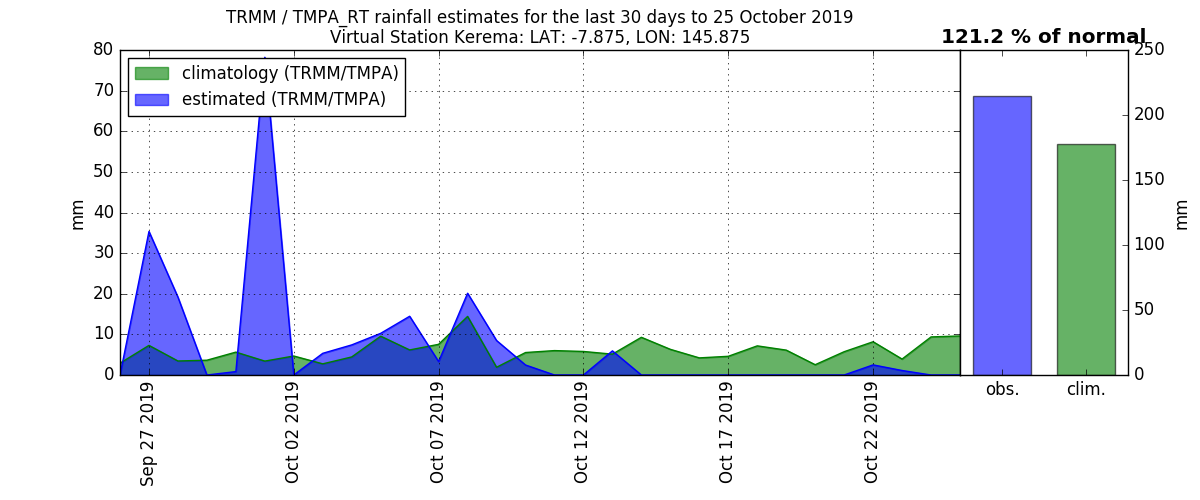 TRMM / TMPA_RT rainfall estimates for the last 30 days to 25 October 2019
Virtual Station Kerema: LAT: -7.875, LON: 145.875
121.2 % of normal
climatology (TRMM/TMPA)
estimated (TRMM/TMPA)
mm
80
70
60
50
40
30
20
10
0
Sep 27 2019
Oct 02 2019
Oct 07 2019
Oct 12 2019
Oct 17 2019
Oct 22 2019
250
200
150
100
50
0
mm
obs.
clim.